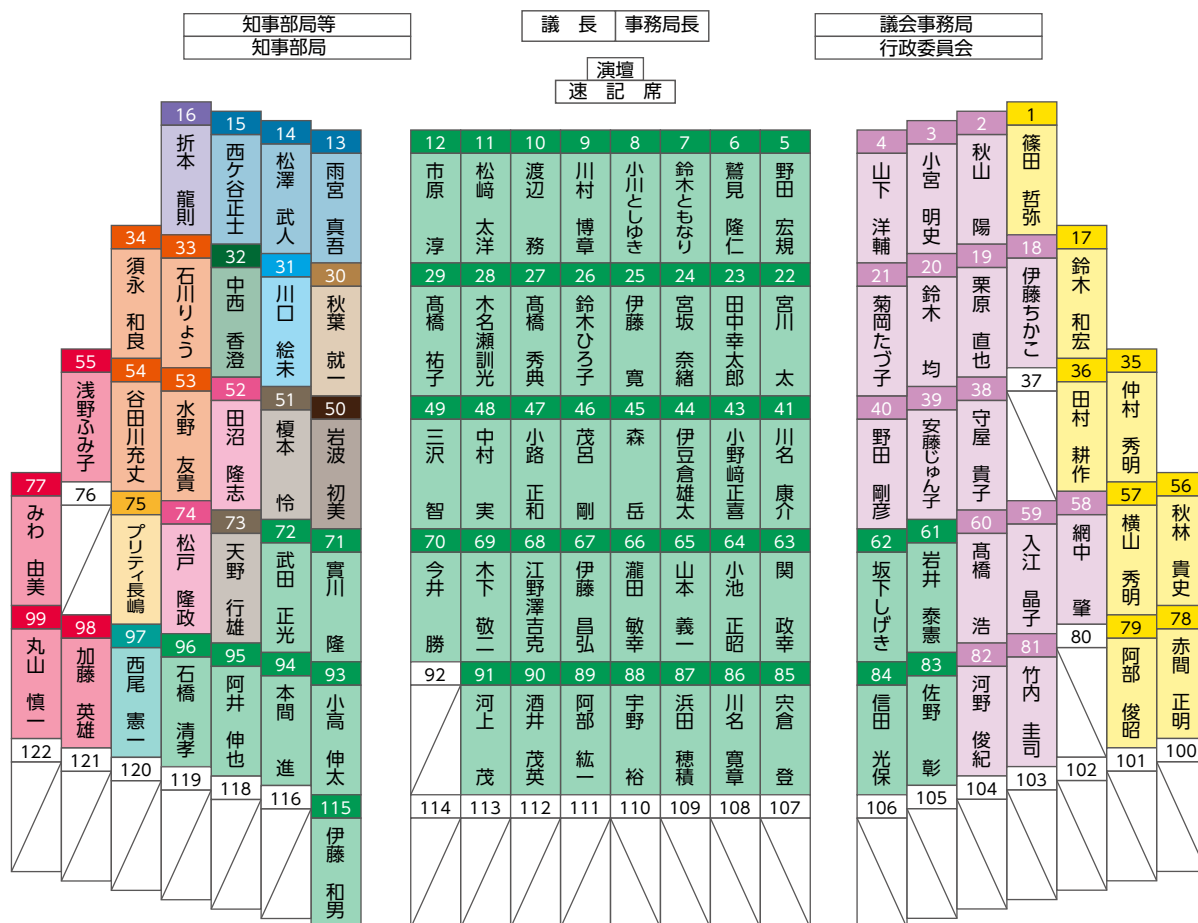 知事部局等
知事部局
議 長 事務局長
議会事務局
行政委員会
演壇
速 記 席
16 折本 龍則
15 西ケ谷正士
14 松澤 武人
13 雨宮 真吾
12 市原 淳
11 松﨑 太洋
10 渡辺 務
9 川村 博章
8 小川としゆき
7 鈴木ともなり
6 鷲見 隆仁
5 野田 宏規
4 山下 洋輔
3 小宮 明史
2 秋山 陽
1 篠田 哲弥
34 須永 和良
33 石川りょう
32 中西 香澄
31 川口 絵未
30 秋葉 就一
29 髙橋 祐子
28 木名瀬訓光
27 髙橋 秀典
26 鈴木ひろ子
25 伊藤 寛
24 宮坂 奈緒
23 田中幸太郎
22 宮川 太
21 菊岡たづ子
20 鈴木 均
19 栗原 直也
18 伊藤ちかこ
17 鈴木 和宏
55 浅野ふみ子
54 谷田川充丈
53 水野 友貴
52 田沼 隆志
51 榎本 怜
50 岩波 初美
49 三沢 智
48 中村 実
47 小路 正和
46 茂呂 剛
45 森 岳
44 伊豆倉雄太
43 小野﨑正喜
41 川名 康介
40 野田 剛彦
39 安藤じゅん子
38 守屋 貴子
37
36 田村 耕作
35 仲村 秀明
77 みわ 由美
76
75 プリティ長嶋
74 松戸 隆政
73 天野 行雄
72 武田 正光
71 實川 隆
70 今井 勝
69 木下 敬二
68 江野澤吉克
67 伊藤 昌弘
66 瀧田 敏幸
65 山本 義一
64 小池 正昭
63 関 政幸
62 坂下しげき
61 岩井 泰憲
60 髙橋 浩
59 入江 晶子
58 網中 肇
57 横山 秀明
56 秋林 貴史
99 丸山 慎一
98 加藤 英雄
97 西尾 憲一
96 石橋 清孝
95 阿井 伸也
94 本間 進
93 小高 伸太
92
91 河上 茂
90 酒井 茂英
89 阿部 紘一
88 宇野 裕
87 浜田 穂積
86 川名 寛章
85 宍倉 登
84 信田 光保
83 佐野 彰
82 河野 俊紀
81 竹内 圭司
80
79 阿部 俊昭
78 赤間 正明
122
121
120
119
118
116
115 伊藤 和男
114
113
112
111
110
109
108
107
106
105
104
103
102
101
100